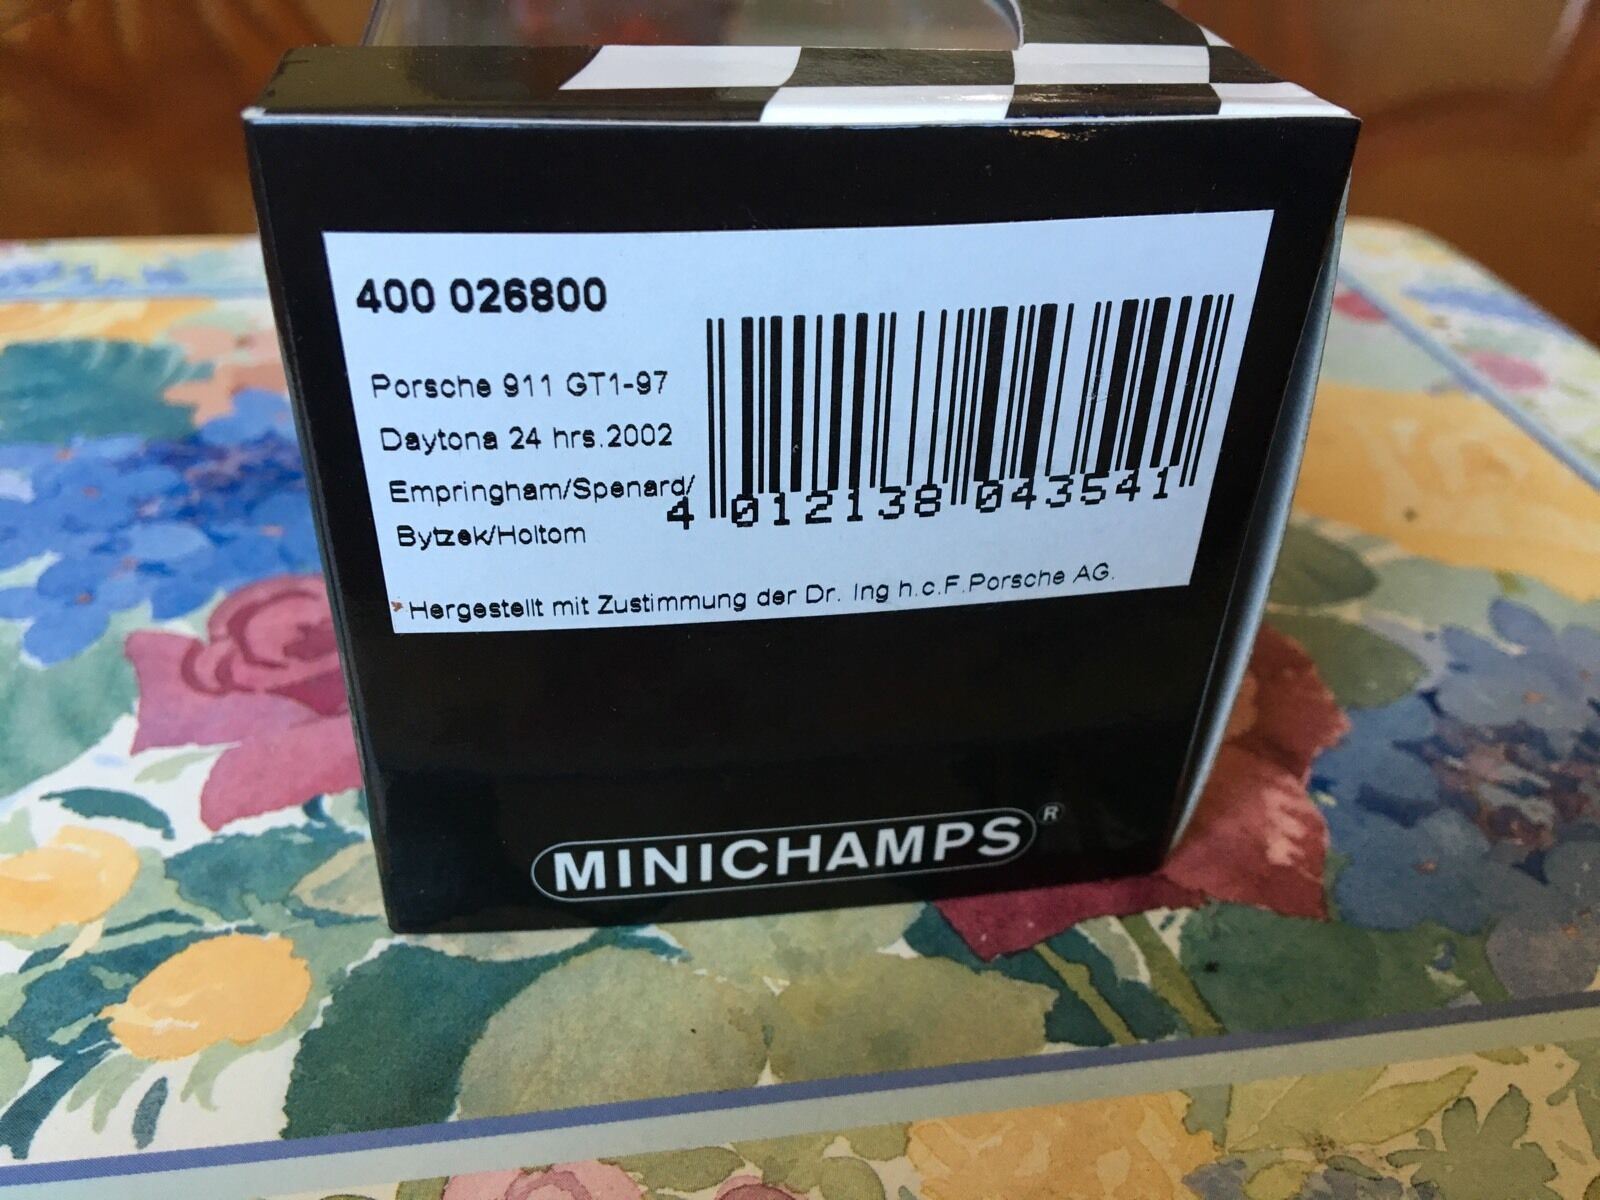 400 026800
Porsche 911 GT1-97
Daytona 24 hrs.2002
Empringham/Spenard/
Bytzek/Holtom
4 012138 043541
Hergestellt mit Zustimmung der Dr. Ing h.c.F.Porsche AG.
MINICHAMPS®